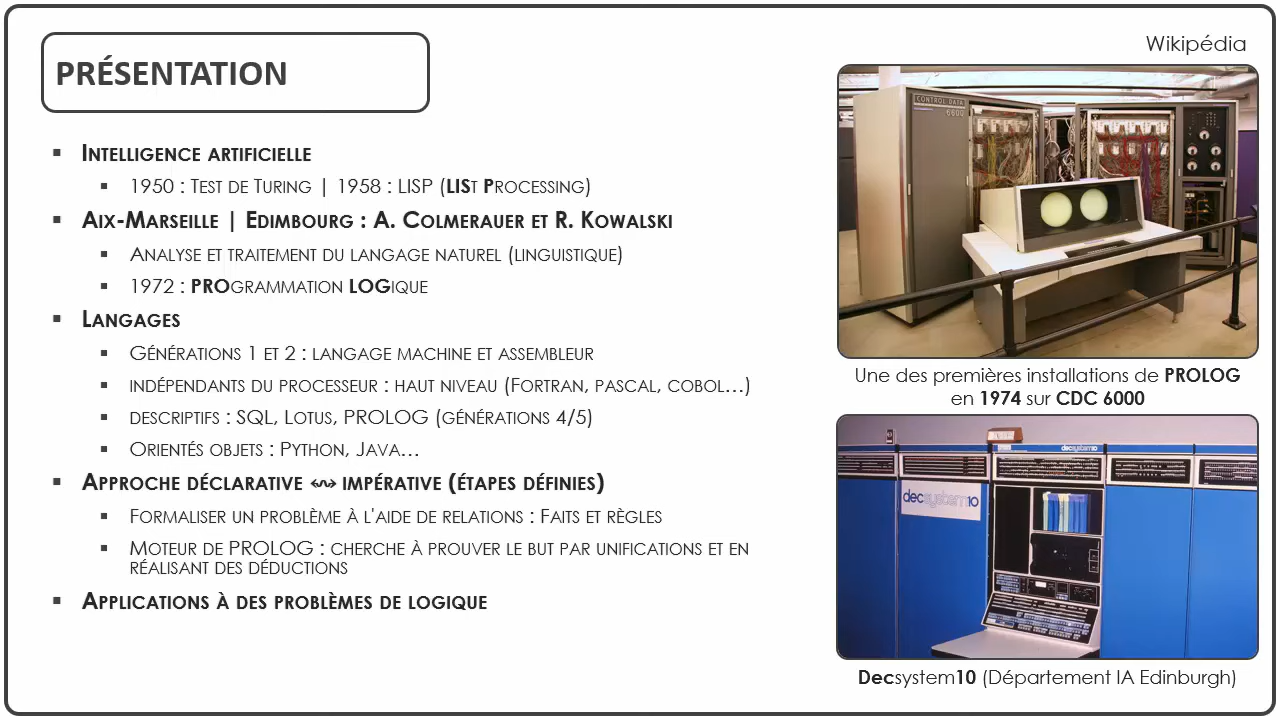 PRÉSENTATION
Wikipédia
▪ INTELLIGENCE ARTIFICIELLE
▪ 1950 : TEST DE TURING | 1958 : LISP (LIST PROCESSING)
▪ AIX-MARSEILLE | EDIMBOURG : A. COLMERAUER ET R. KOWALSKI
▪ ANALYSE ET TRAITEMENT DU LANGAGE NATUREL (LINGUISTIQUE)
▪ 1972 : PROGRAMMATION LOGIQUE
▪ LANGAGES
▪ GÉNÉRATIONS 1 ET 2 : LANGAGE MACHINE ET ASSEMBLEUR
▪ INDÉPENDANTS DU PROCESSEUR : HAUT NIVEAU (FORTRAN, PASCAL, COBOL…)
▪ DESCRIPTIFS : SQL, LOTUS, PROLOG (GÉNÉRATIONS 4/5)
▪ ORIENTÉS OBJETS : PYTHON, JAVA…
▪ APPROCHE DÉCLARATIVE ↭ IMPÉRATIVE (ÉTAPES DÉFINIES)
▪ FORMALISER UN PROBLÈME À L'AIDE DE RELATIONS : FAITS ET RÈGLES
▪ MOTEUR DE PROLOG : CHERCHE À PROUVER LE BUT PAR UNIFICATIONS ET EN
RÉALISANT DES DÉDUCTIONS
▪ APPLICATIONS À DES PROBLÈMES DE LOGIQUE
CONTROL DATA
6600
Une des premières installations de PROLOG
en 1974 sur CDC 6000
decsystem10
decsystem10
Decsystem10 (Département IA Edinburgh)